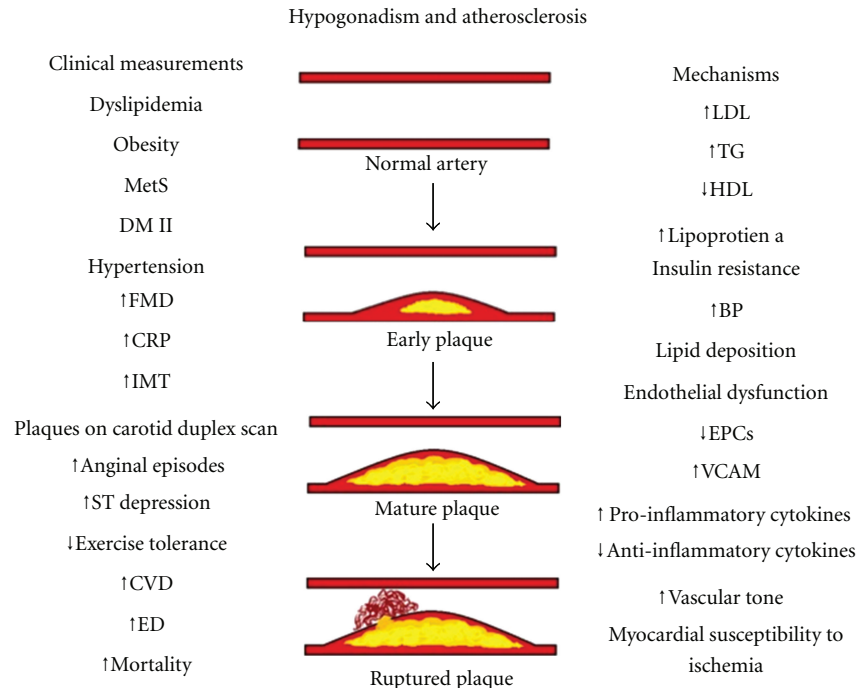 Hypogonadism and atherosclerosis
Clinical measurements
Dyslipidemia
Obesity
MetS
DM II
Hypertension
↑FMD
↑CRP
↑IMT
Plaques on carotid duplex scan
↑Anginal episodes
↑ST depression
↓Exercise tolerance
↑CVD
↑ED
↑Mortality
Normal artery
Early plaque
Mature plaque
Ruptured plaque
Mechanisms
↑LDL
↑TG
↓HDL
↑Lipoprotien a
Insulin resistance
↑BP
Lipid deposition
Endothelial dysfunction
↓EPCs
↑VCAM
↑ Pro-inflammatory cytokines
↓Anti-inflammatory cytokines
↑Vascular tone
Myocardial susceptibility to
ischemia